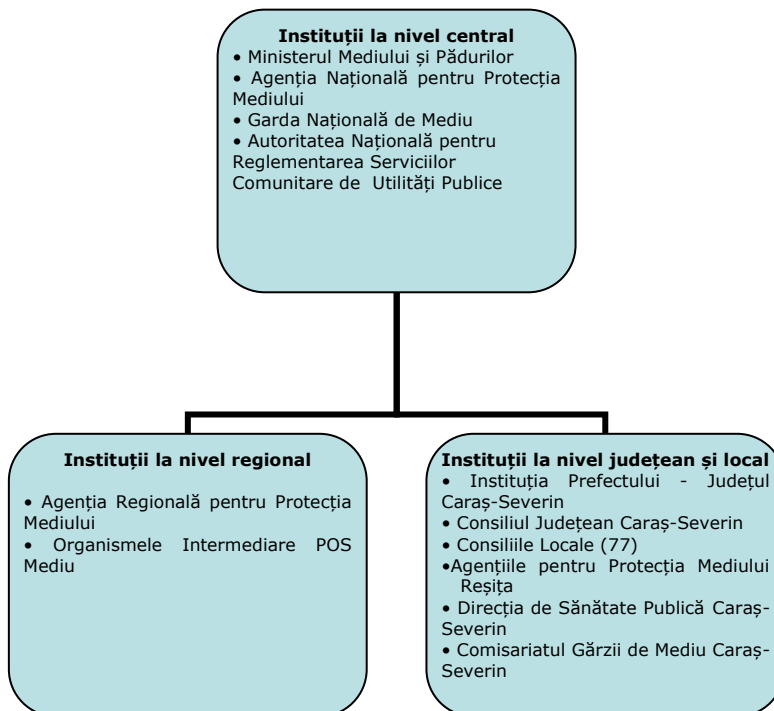 Instituții la nivel central
• Ministerul Mediului și Pădurilor
• Agenția Națională pentru Protecția
Mediului
• Garda Națională de Mediu
• Autoritatea Națională pentru
Reglementarea Serviciilor
Comunitare de Utilități Publice
Instituții la nivel regional
• Agenția Regională pentru Protecția
Mediului
• Organismele Intermediare POS
Mediu
Instituții la nivel județean și local
• Instituția Prefectului - Județul
Caraș-Severin
• Consiliul Județean Caraș-Severin
• Consiliile Locale (77)
•Agențiile pentru Protecția Mediului
Reșița
• Direcția de Sănătate Publică Caraș-
Severin
• Comisariatul Gărzii de Mediu Caraș-
Severin